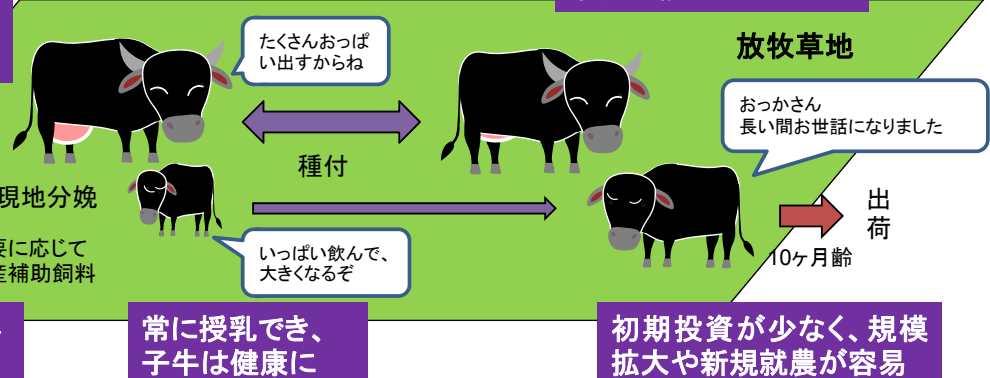 たくさんおっぱ
い出すからね
放牧草地
おっかさん
長い間お世話になりました
種付
現地分娩
出
荷
に応じて
補助飼料
いっぱい飲んで、
大きくなるぞ
10ヶ月齢
常に授乳でき、
子牛は健康に
初期投資が少なく、規模
拡大や新規就農が容易